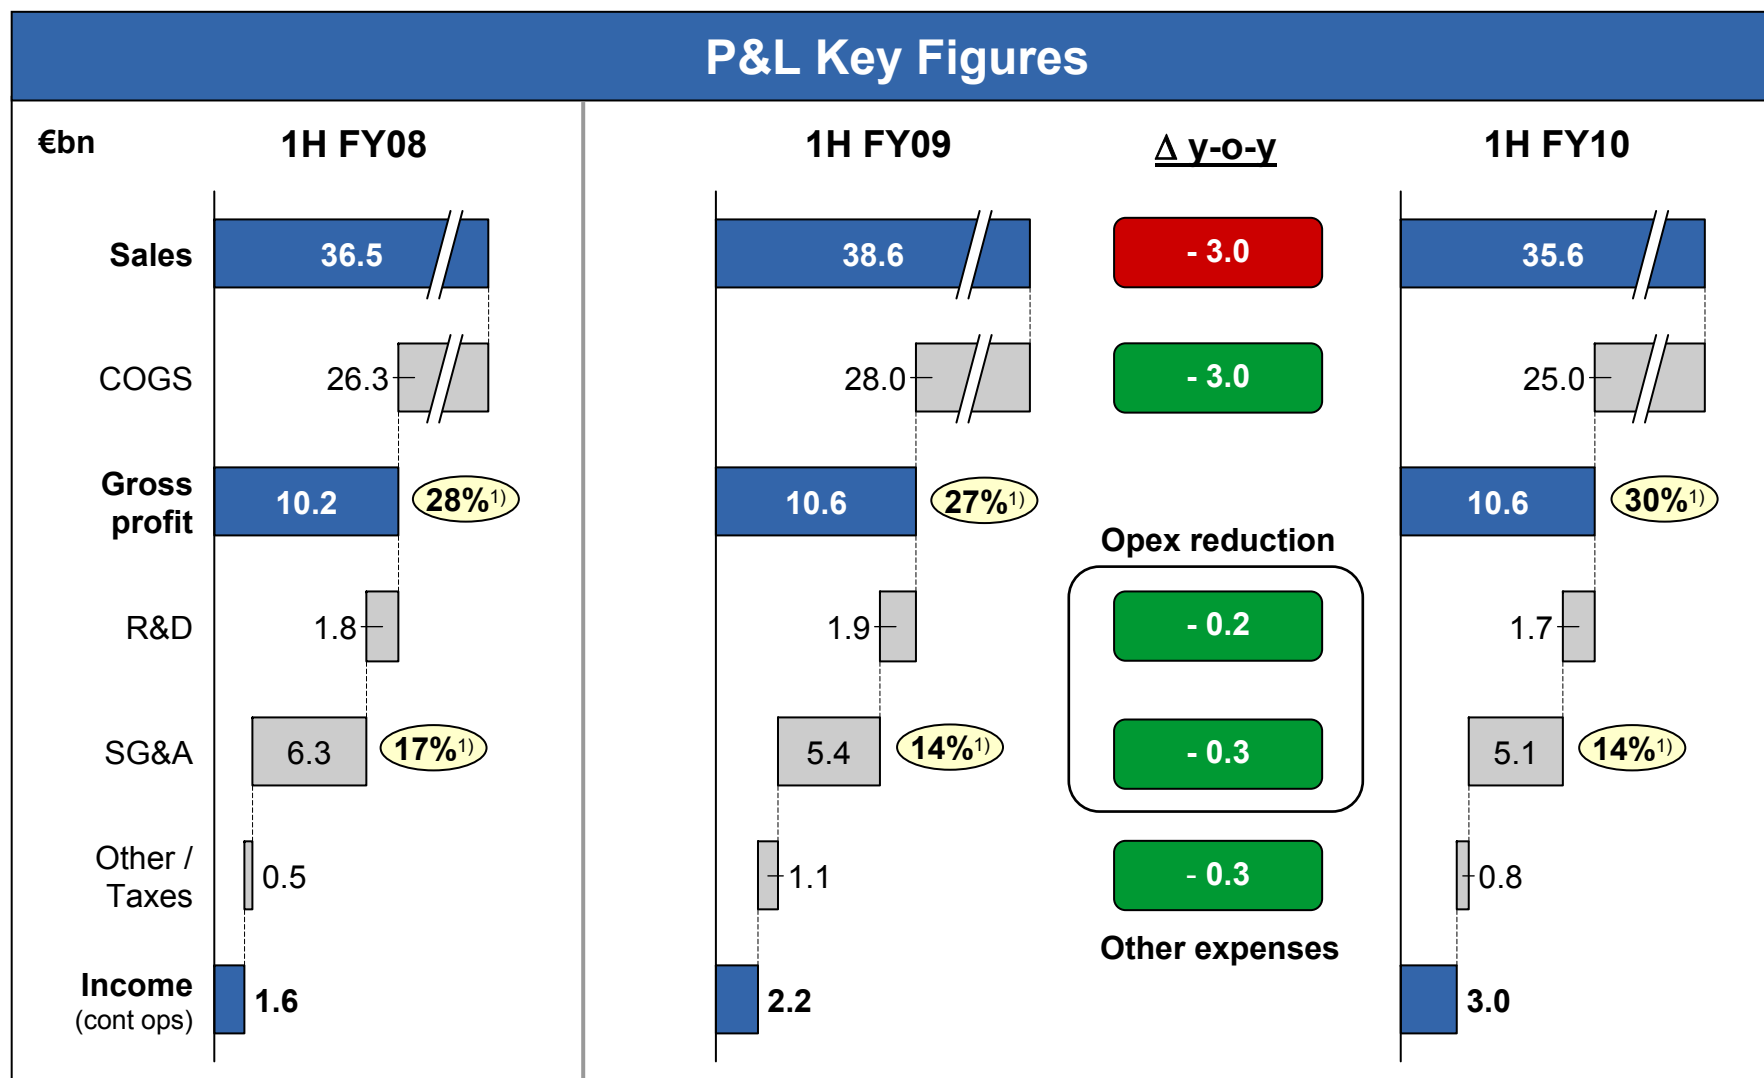 P&L Key Figures
€bn 1H FY08 1H FY09 Δ y-o-y 1H FY10
Sales 36.5 38.6 - 3.0 35.6
COGS 26.3 28.0 - 3.0 25.0
Gross
profit
10.2 28%1) 10.6 27%1) 10.6 30%1)
Opex reduction
R&D 1.8 1.9 - 0.2 1.7
SG&A 6.3 17%1) 5.4 14%1) - 0.3 5.1 14%1)
Other /
Taxes
0.5 1.1 - 0.3 0.8
Other expenses
Income
(cont ops)
1.6 2.2 3.0